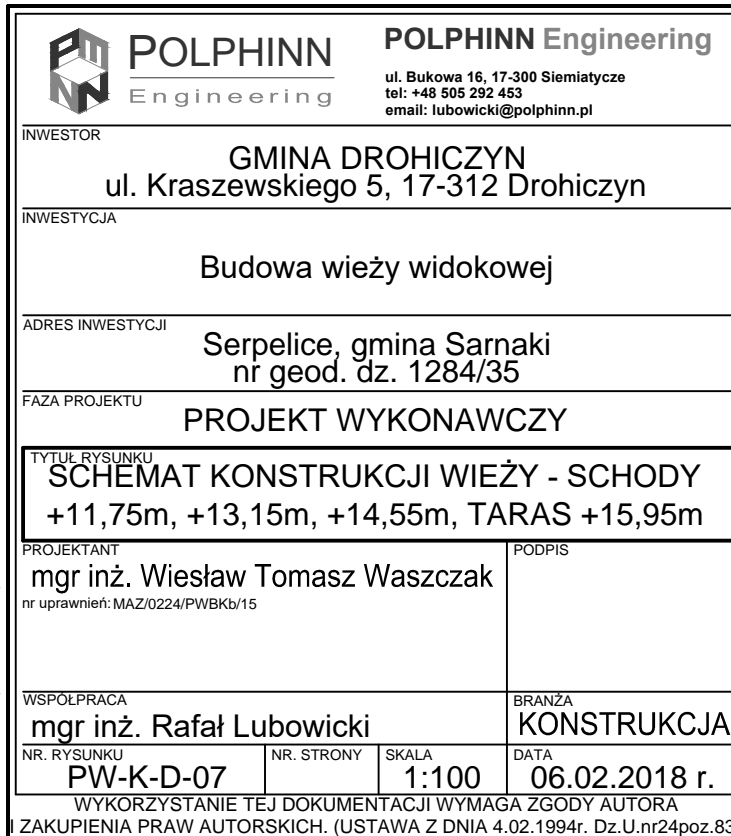 POLPHINN
Engineering
POLPHINN Engineering
ul. Bukowa 16, 17-300 Siemiatycze
tel: +48 505 292 453
email: lubowicki@polphinn.pl
INWESTOR
GMINA DROHICZYN
ul. Kraszewskiego 5, 17-312 Drohiczyn
INWESTYCJA
Budowa wieży widokowej
ADRES INWESTYCJI
Serpelice, gmina Sarnaki
nr geod. dz. 1284/35
FAZA PROJEKTU
PROJEKT WYKONAWCZY
TYTUŁ RYSUNKU
SCHEMAT KONSTRUKCJI WIEŻY - SCHODY
+11,75m, +13,15m, +14,55m, TARAS +15,95m
PROJEKTANT
mgr inż. Wiesław Tomasz Waszczak
nr uprawnień: MAZ/0224/PWBKb/15
PODPIS
WSPÓŁPRACA
mgr inż. Rafał Lubowicki
BRANŻA
KONSTRUKCJA
NR. RYSUNKU
PW-K-D-07
NR. STRONY
SKALA
1:100
DATA
06.02.2018 r.
WYKORZYSTANIE TEJ DOKUMENTACJI WYMAGA ZGODY AUTORA
I ZAKUPIENIA PRAW AUTORSKICH. (USTAWA Z DNIA 4.02.1994r. Dz.U.nr24poz.83